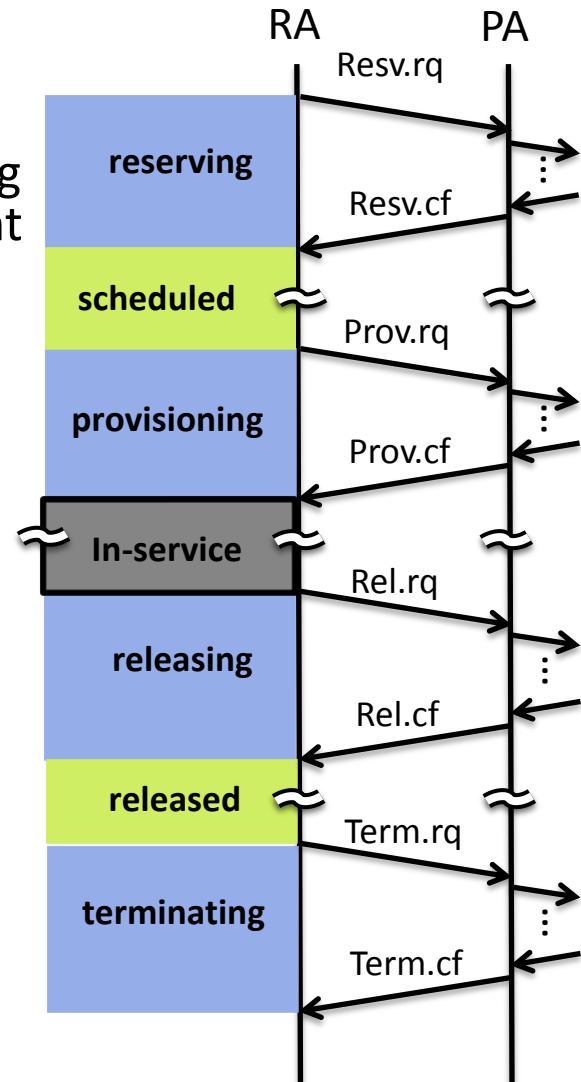 RA PA
Resv.rq
reserving
g
nt
Resv.cf
scheduled
Prov.rq
provisioning
Prov.cf
In-service
Rel.rq
releasing
Rel.cf
released
Term.rq
terminating
Term.cf